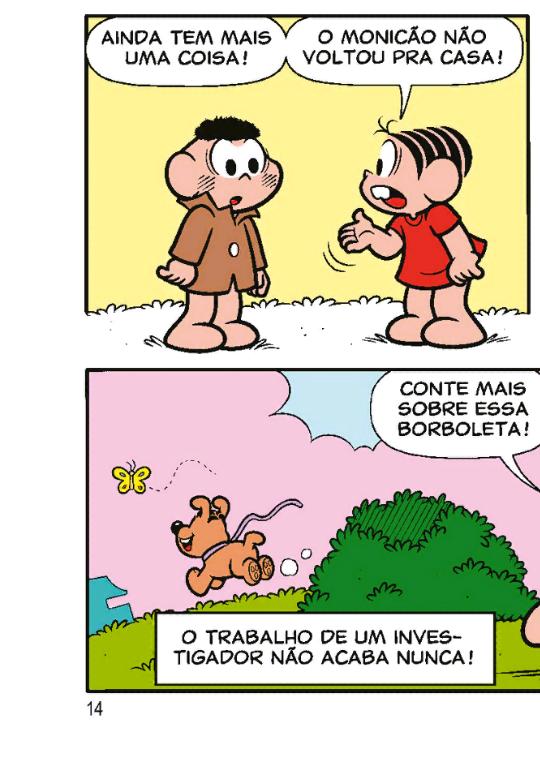 AINDA TEM MAIS
UMA COISA!
O MONICÃO NÃO
VOLTOU PRA CASA!
CONTE MAIS
SOBRE ESSA
BORBOLETA!
O TRABALHO DE UM INVES-
TIGADOR NÃO ACABA NUNCA!
14